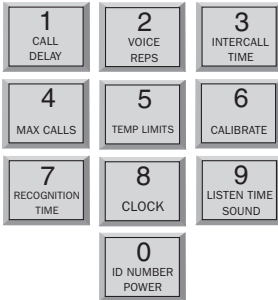 1 2 3
CALL VOICE INTERCALL
DELAY REPS TIME
4 5 6
MAX CALLS TEMP LIMITS CALIBRATE
7 8 9
RECOGNITION CLOCK LISTEN TIME
TIME SOUND
0
ID NUMBER
POWER